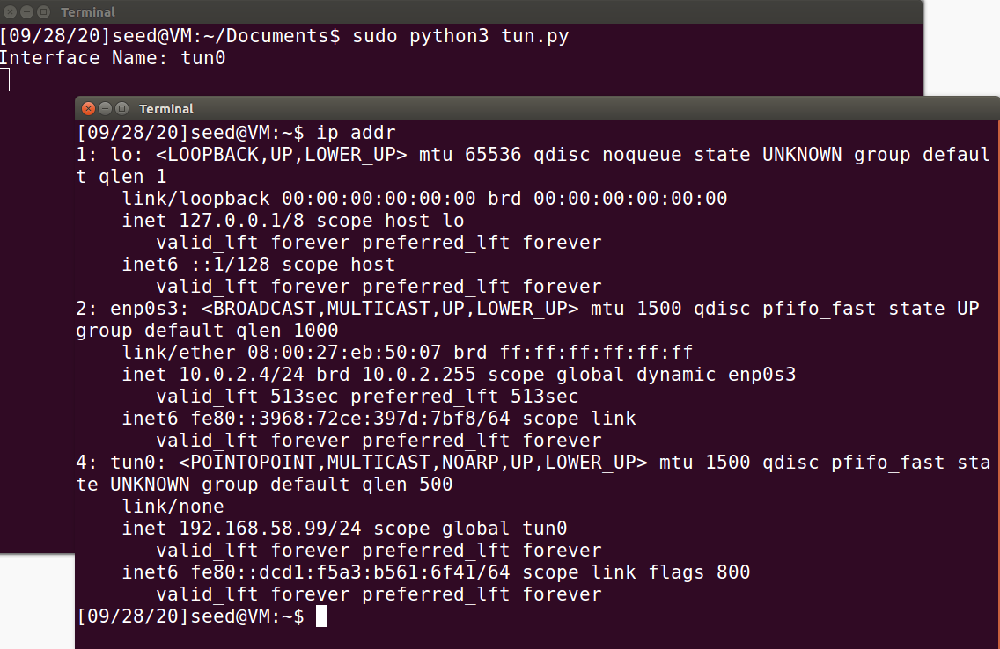 Terminal
[09/28/20]seed@VM:~/Documents$ sudo python3 tun.py
Interface Name: tun0
Terminal
[09/28/20]seed@VM:~$ ip addr
1: lo: <LOOPBACK,UP,LOWER_UP> mtu 65536 qdisc noqueue state UNKNOWN group defaul
t qlen 1
    link/loopback 00:00:00:00:00:00 brd 00:00:00:00:00:00
    inet 127.0.0.1/8 scope host lo
       valid_lft forever preferred_lft forever
    inet6 ::1/128 scope host
       valid_lft forever preferred_lft forever
2: enp0s3: <BROADCAST,MULTICAST,UP,LOWER_UP> mtu 1500 qdisc pfifo_fast state UP
group default qlen 1000
    link/ether 08:00:27:eb:50:07 brd ff:ff:ff:ff:ff:ff
    inet 10.0.2.4/24 brd 10.0.2.255 scope global dynamic enp0s3
       valid_lft 513sec preferred_lft 513sec
    inet6 fe80::3968:72ce:397d:7bf8/64 scope link
       valid_lft forever preferred_lft forever
4: tun0: <POINTOPOINT,MULTICAST,NOARP,UP,LOWER_UP> mtu 1500 qdisc pfifo_fast sta
te UNKNOWN group default qlen 500
    link/none
    inet 192.168.58.99/24 scope global tun0
       valid_lft forever preferred_lft forever
    inet6 fe80::dcd1:f5a3:b561:6f41/64 scope link flags 800
       valid_lft forever preferred_lft forever
[09/28/20]seed@VM:~$